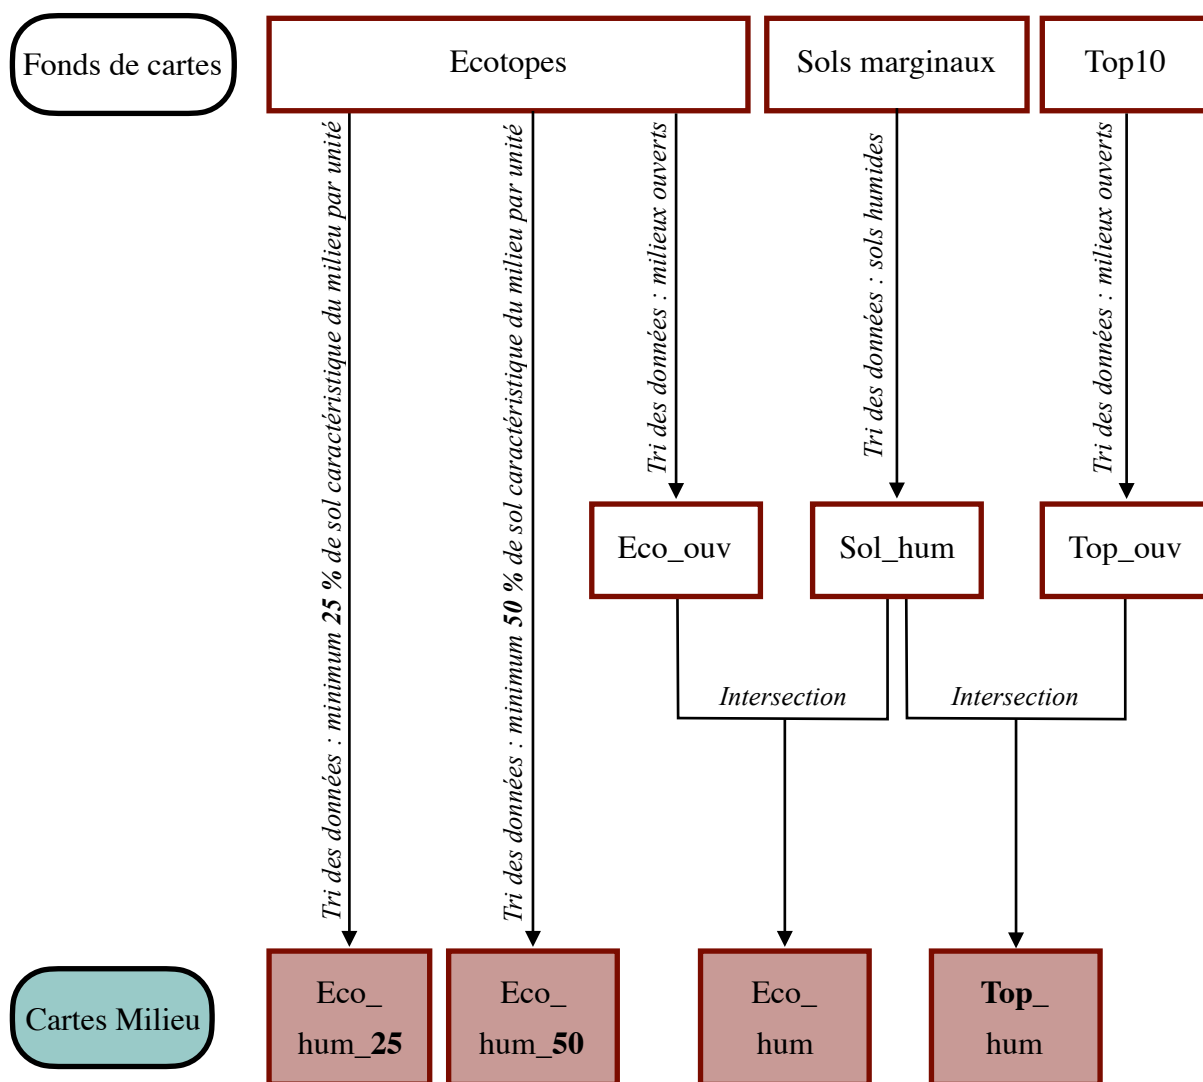 Fonds de cartes
Ecotopes
Sols marginaux
Top10
Tri des données : minimum 25 % de sol caractéristique du milieu par unité
Tri des données : minimum 50 % de sol caractéristique du milieu par unité
Tri des données : milieux ouverts
Tri des données : sols humides
Tri des données : milieux ouverts
Eco_ouv
Sol_hum
Top_ouv
Intersection
Intersection
Cartes Milieu
Eco_
hum_25
Eco_
hum_50
Eco_
hum
Top_
hum